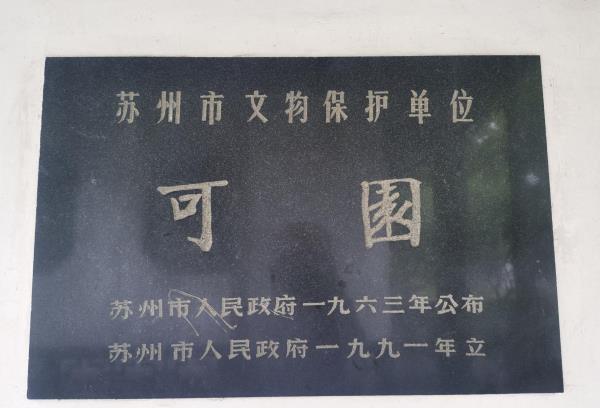 苏州市文物保护单位
可園
苏州市人民政府一九六三年公布
苏州市人民政府一九九一年立